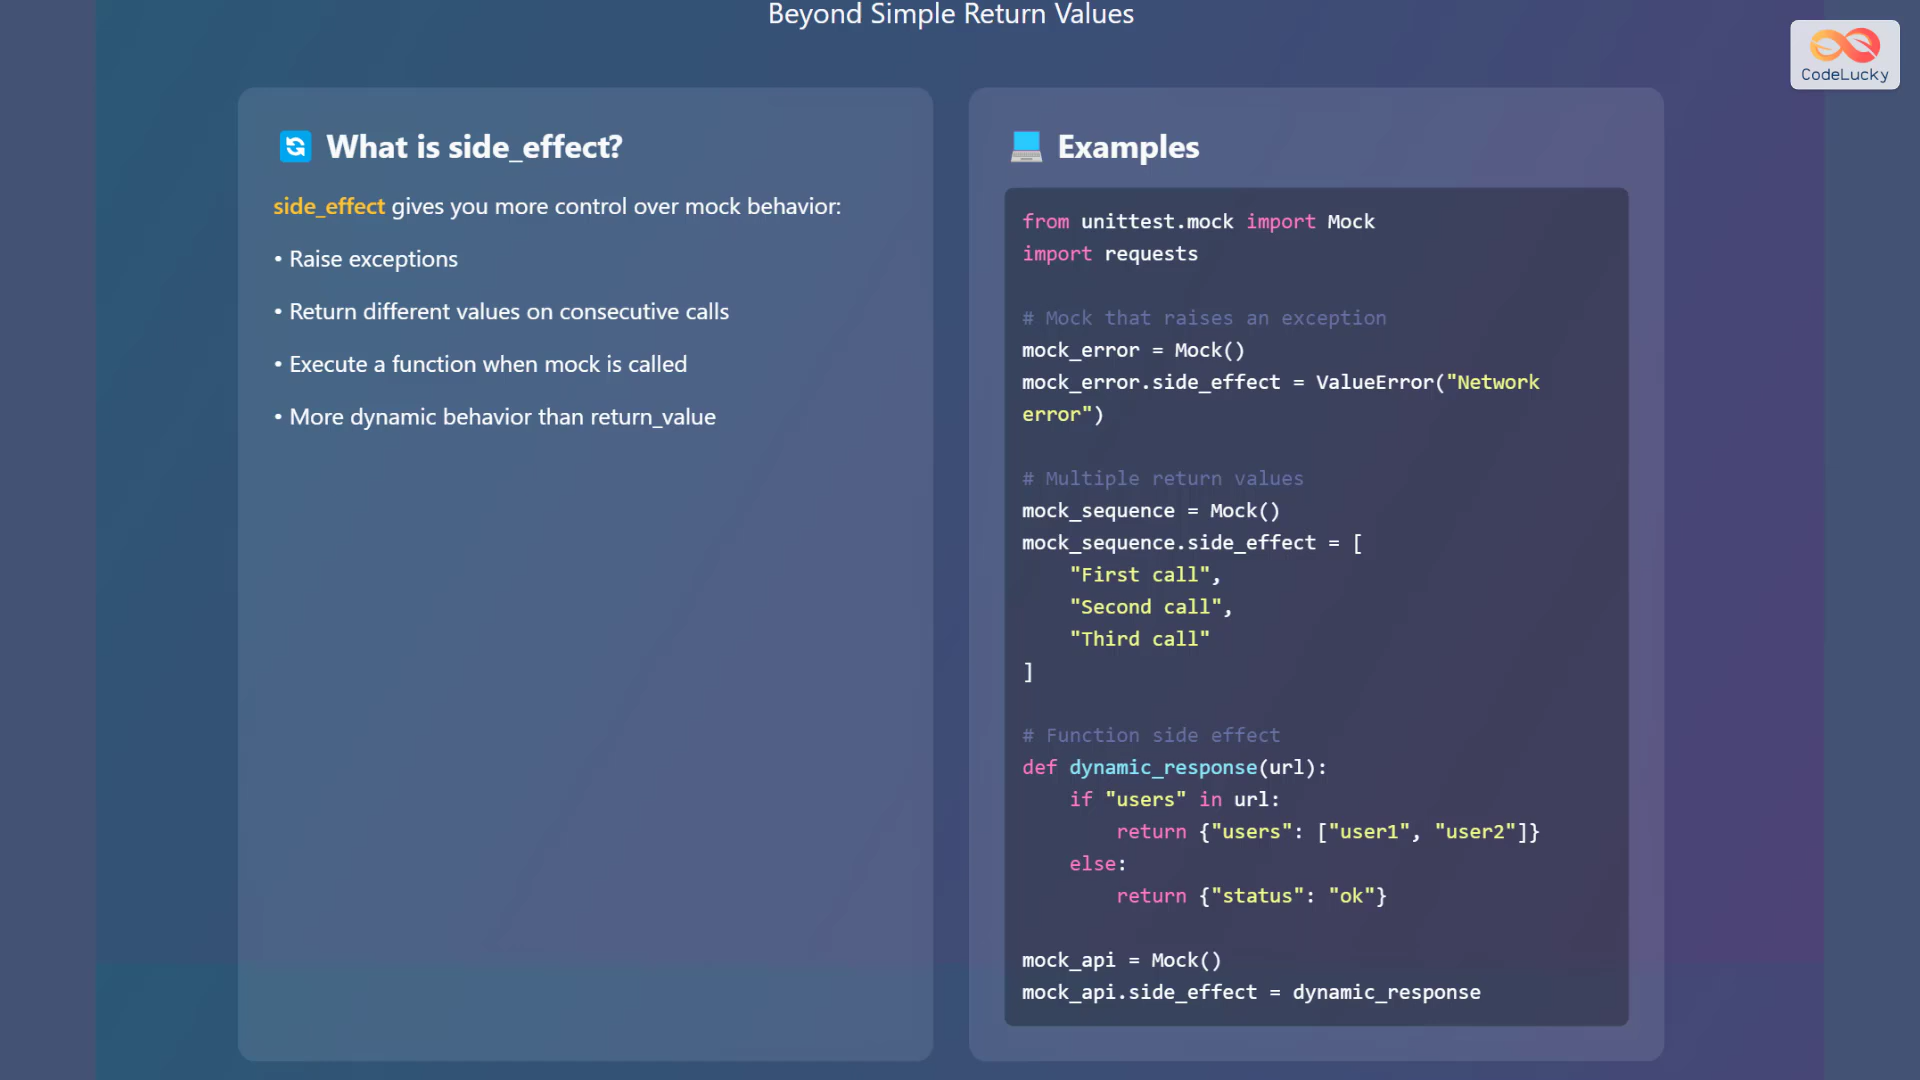 Beyond Simple Return Values
CodeLucky
What is side_effect?
side_effect gives you more control over mock behavior:
• Raise exceptions
• Return different values on consecutive calls
• Execute a function when mock is called
• More dynamic behavior than return_value
Examples
from unittest.mock import Mock
import requests
# Mock that raises an exception
mock_error = Mock()
mock_error.side_effect = ValueError("Network
error")
# Multiple return values
mock_sequence = Mock()
mock_sequence.side_effect = [
    "First call",
    "Second call",
    "Third call"
]
# Function side effect
def dynamic_response(url):
    if "users" in url:
        return {"users": ["user1", "user2"]}
    else:
        return {"status": "ok"}
mock_api = Mock()
mock_api.side_effect = dynamic_response